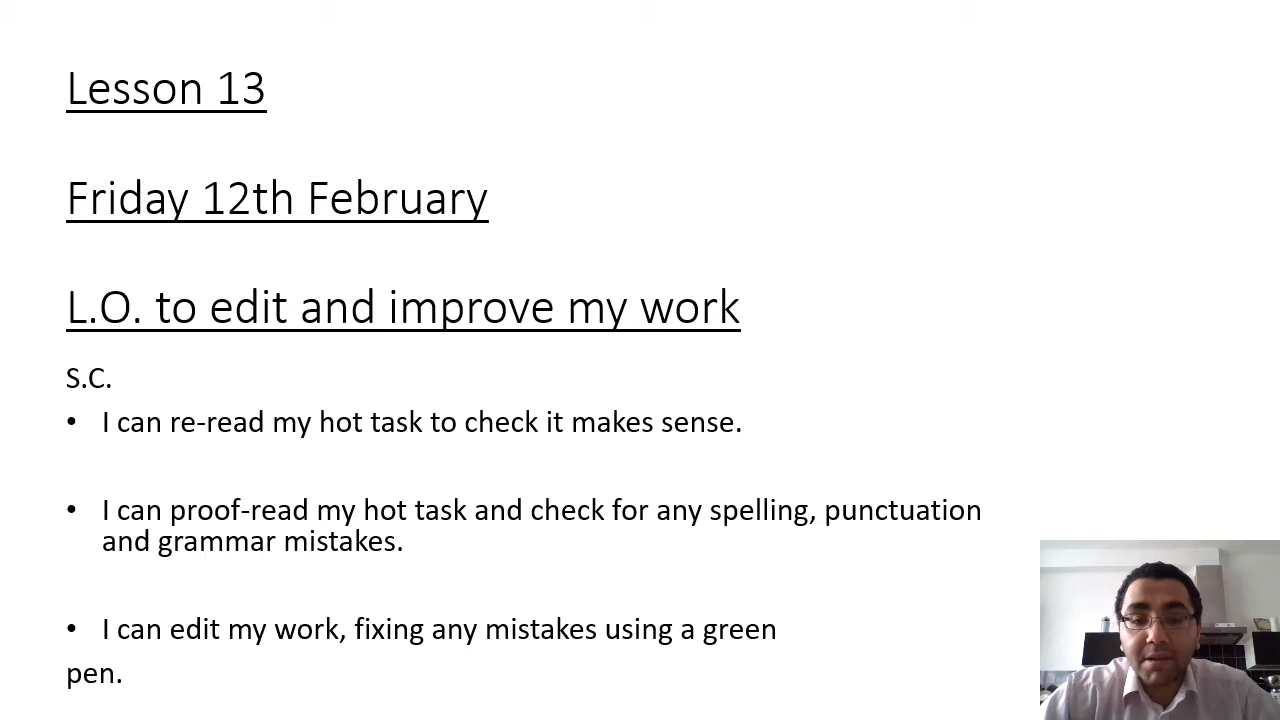 Lesson 13
Friday 12th February
L.O. to edit and improve my work
S.C.
• I can re-read my hot task to check it makes sense.
• I can proof-read my hot task and check for any spelling, punctuation
and grammar mistakes.
• I can edit my work, fixing any mistakes using a green
pen.